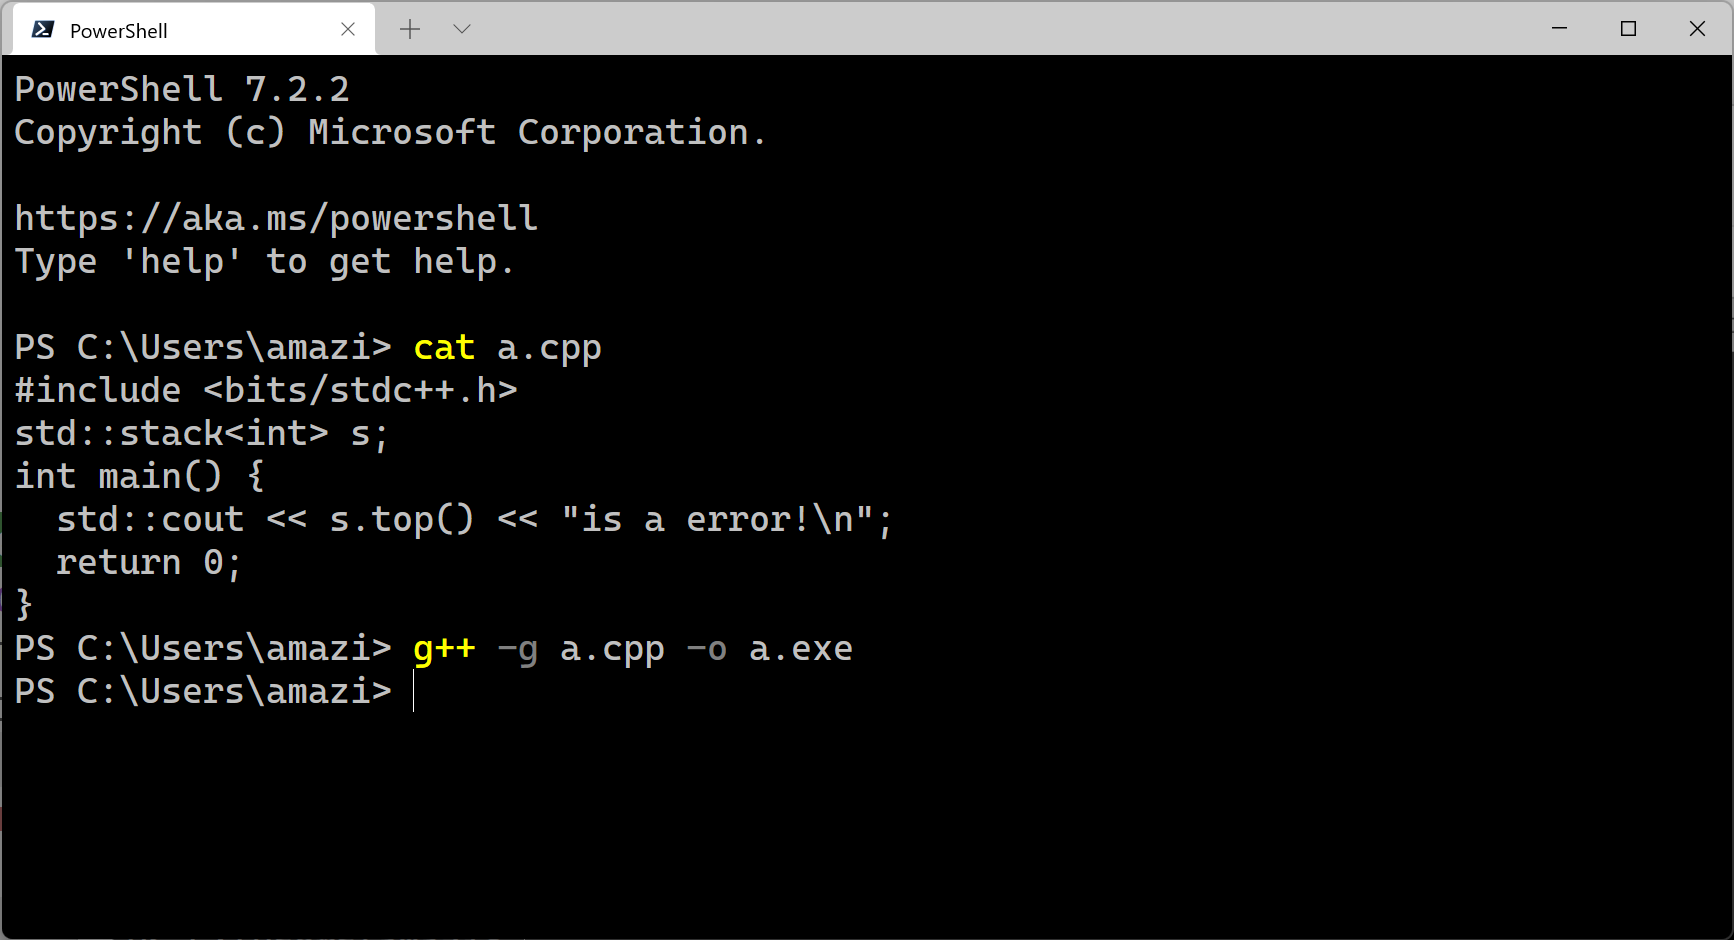 PowerShell
PowerShell 7.2.2
Copyright (c) Microsoft Corporation.
https://aka.ms/powershell
Type 'help' to get help.
PS C:\Users\amazi> cat a.cpp
#include <bits/stdc++.h>
std::stack<int> s;
int main() {
  std::cout << s.top() << "is a error!\n";
  return 0;
}
PS C:\Users\amazi> g++ -g a.cpp -o a.exe
PS C:\Users\amazi>